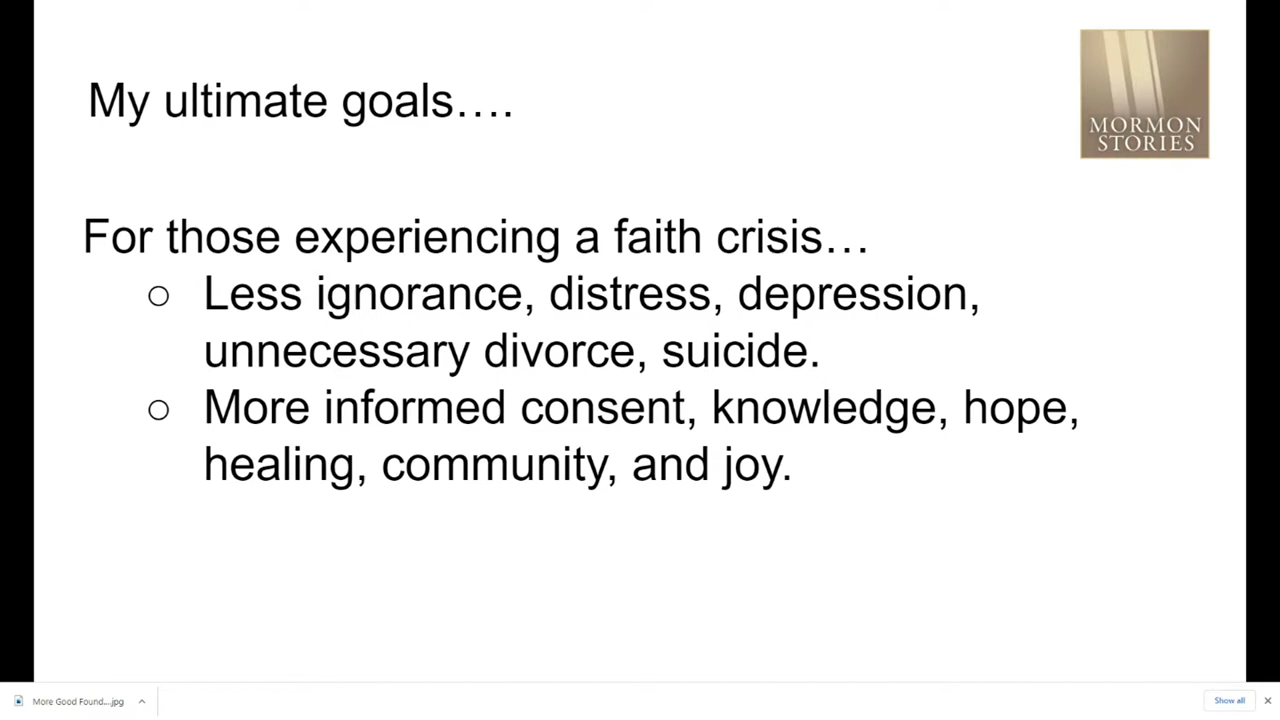 My ultimate goals….
MORMON
STORIES
For those experiencing a faith crisis…
○ Less ignorance, distress, depression,
unnecessary divorce, suicide.
○ More informed consent, knowledge, hope,
healing, community, and joy.
More Good Found....jpg
Show all